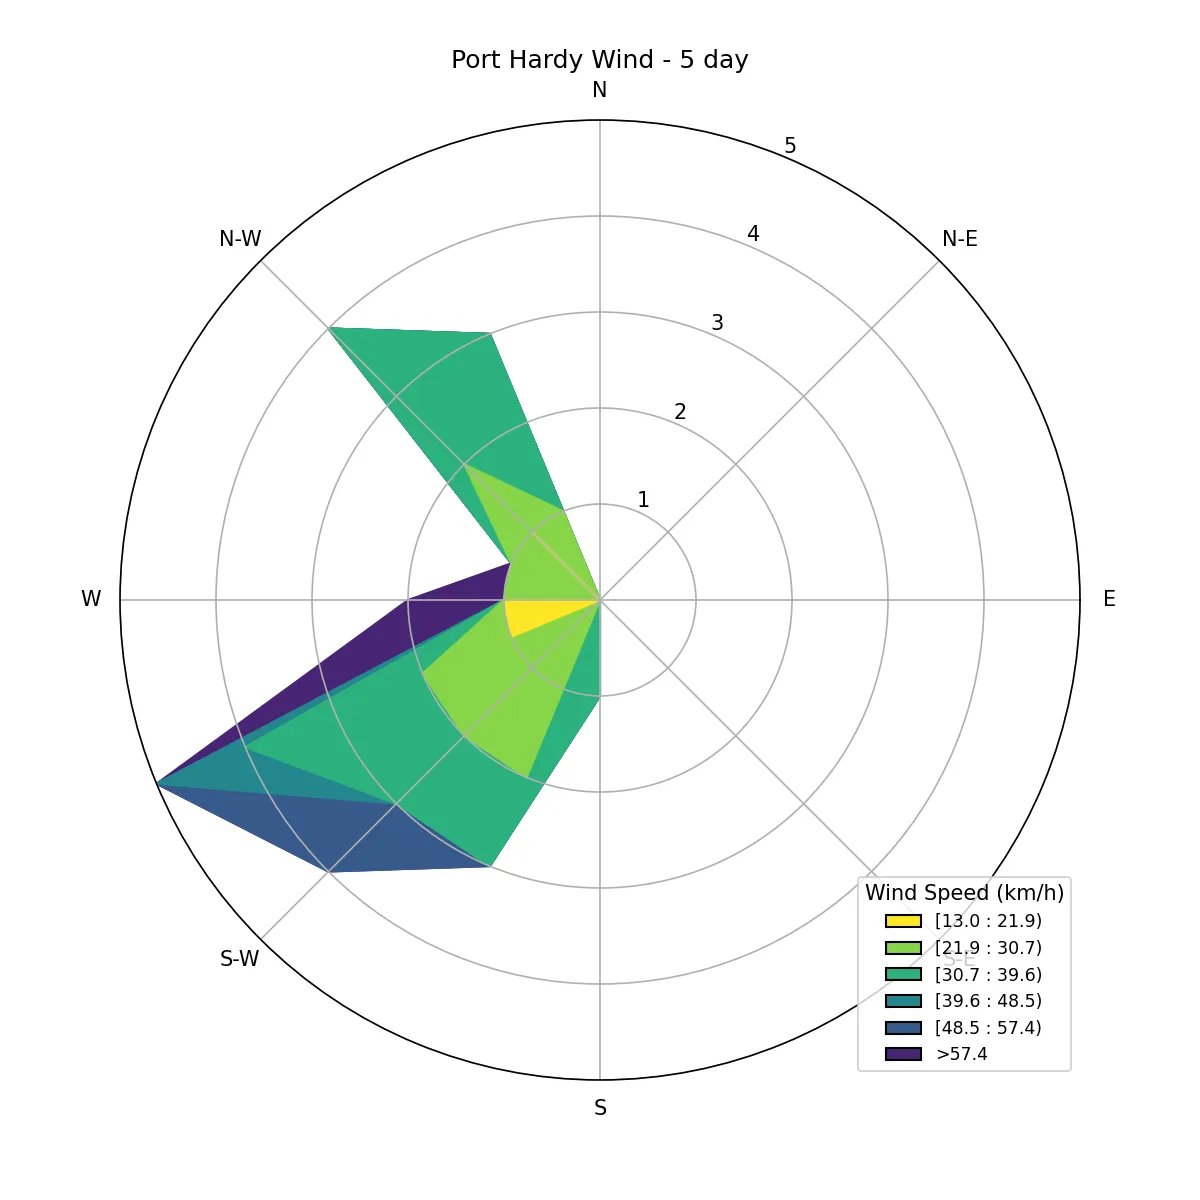 Port Hardy Wind - 5 day
N
5
N-W
4
N-E
3
2
1
W
E
S-W
S-E
S
Wind Speed (km/h)
[13.0 : 21.9)
[21.9 : 30.7)
[30.7 : 39.6)
[39.6 : 48.5)
[48.5 : 57.4)
>57.4